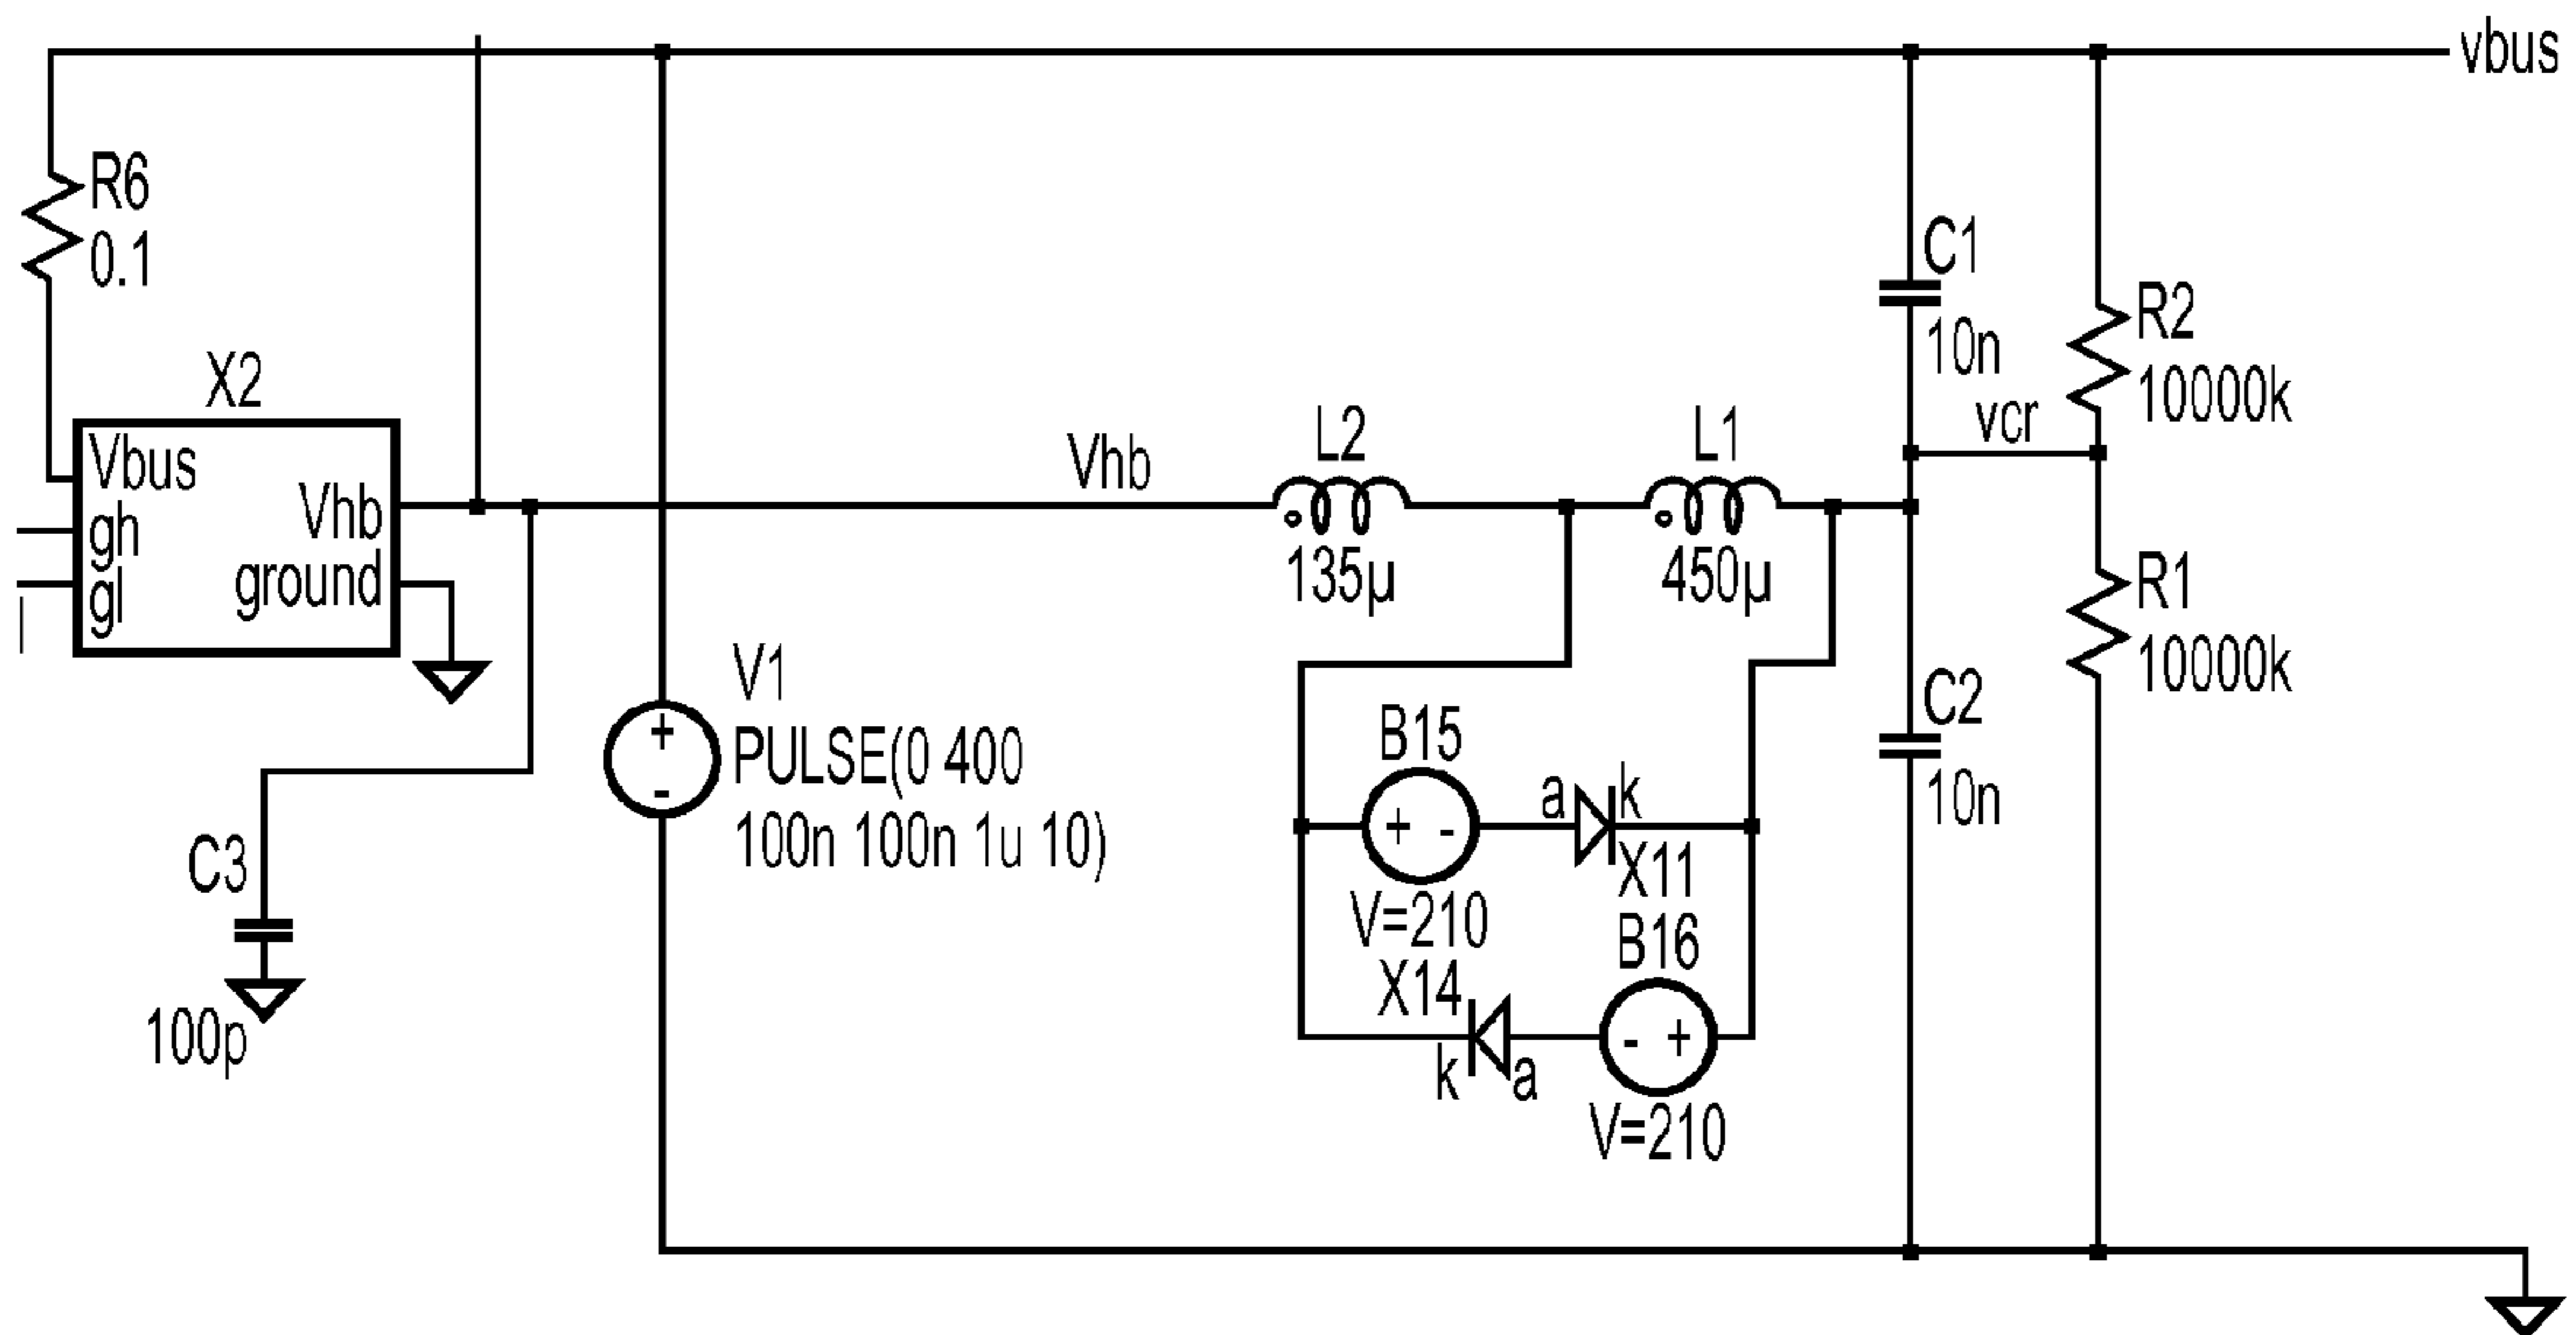 vbus
R6
0.1
C1
10n
R2
10000k
X2
vcr
L2
L1
Vhb
Vbus
gh
gl
Vhb
ground
135µ
450µ
R1
10000k
V1
+
-
PULSE(0 400
100n 100n 1u 10)
C2
10n
B15
+ -
a
k
X11
V=210
C3
100p
B16
X14
- +
k
a
V=210